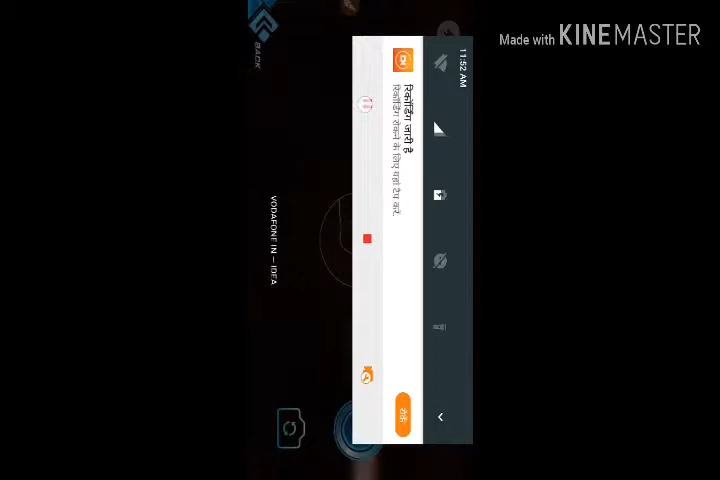 Made with KINEMASTER
BACK
11:52 AM
रिकॉर्डिंग जारी है
रिकॉर्डिंग रोकने के लिए यहां टैप करें.
रोकें
VODAFONE IN — IDEA